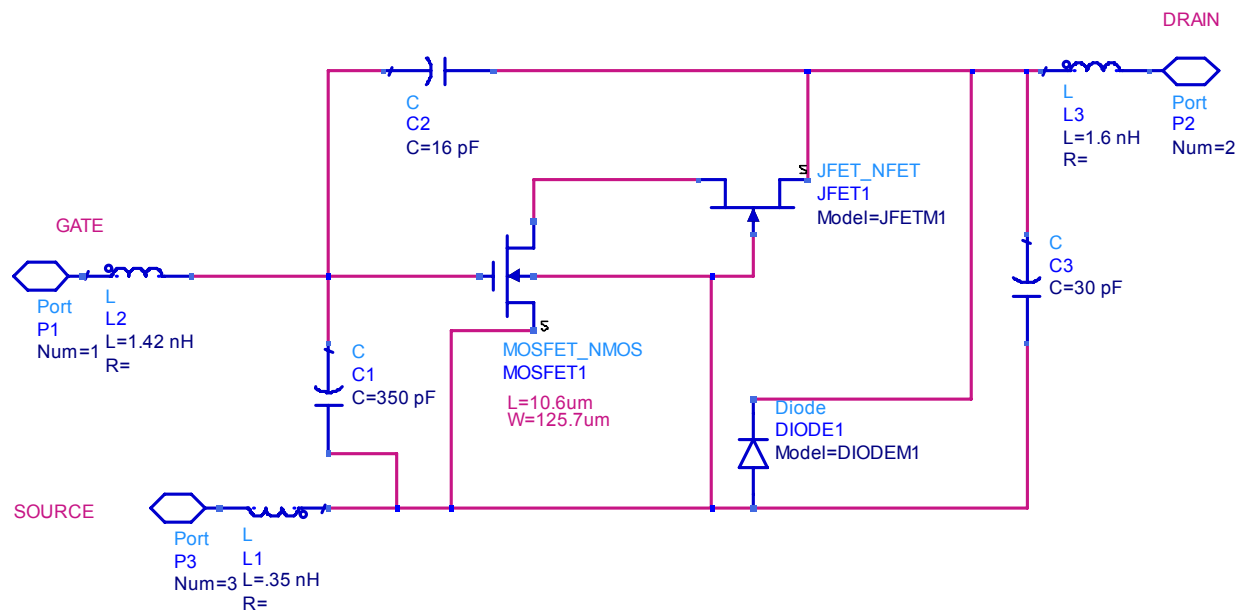 DRAIN
C
C2
C=16 pF
L
L3
L=1.6 nH
R=
Port
P2
Num=2
S
JFET_NFET
JFET1
Model=JFETM1
GATE
Port
P1
Num=1
L
L2
L=1.42 nH
R=
C
C3
C=30 pF
S
MOSFET_NMOS
MOSFET1
L=10.6um
W=125.7um
C
C1
C=350 pF
Diode
DIODE1
Model=DIODEM1
SOURCE
Port
P3
Num=3
L
L1
L=.35 nH
R=